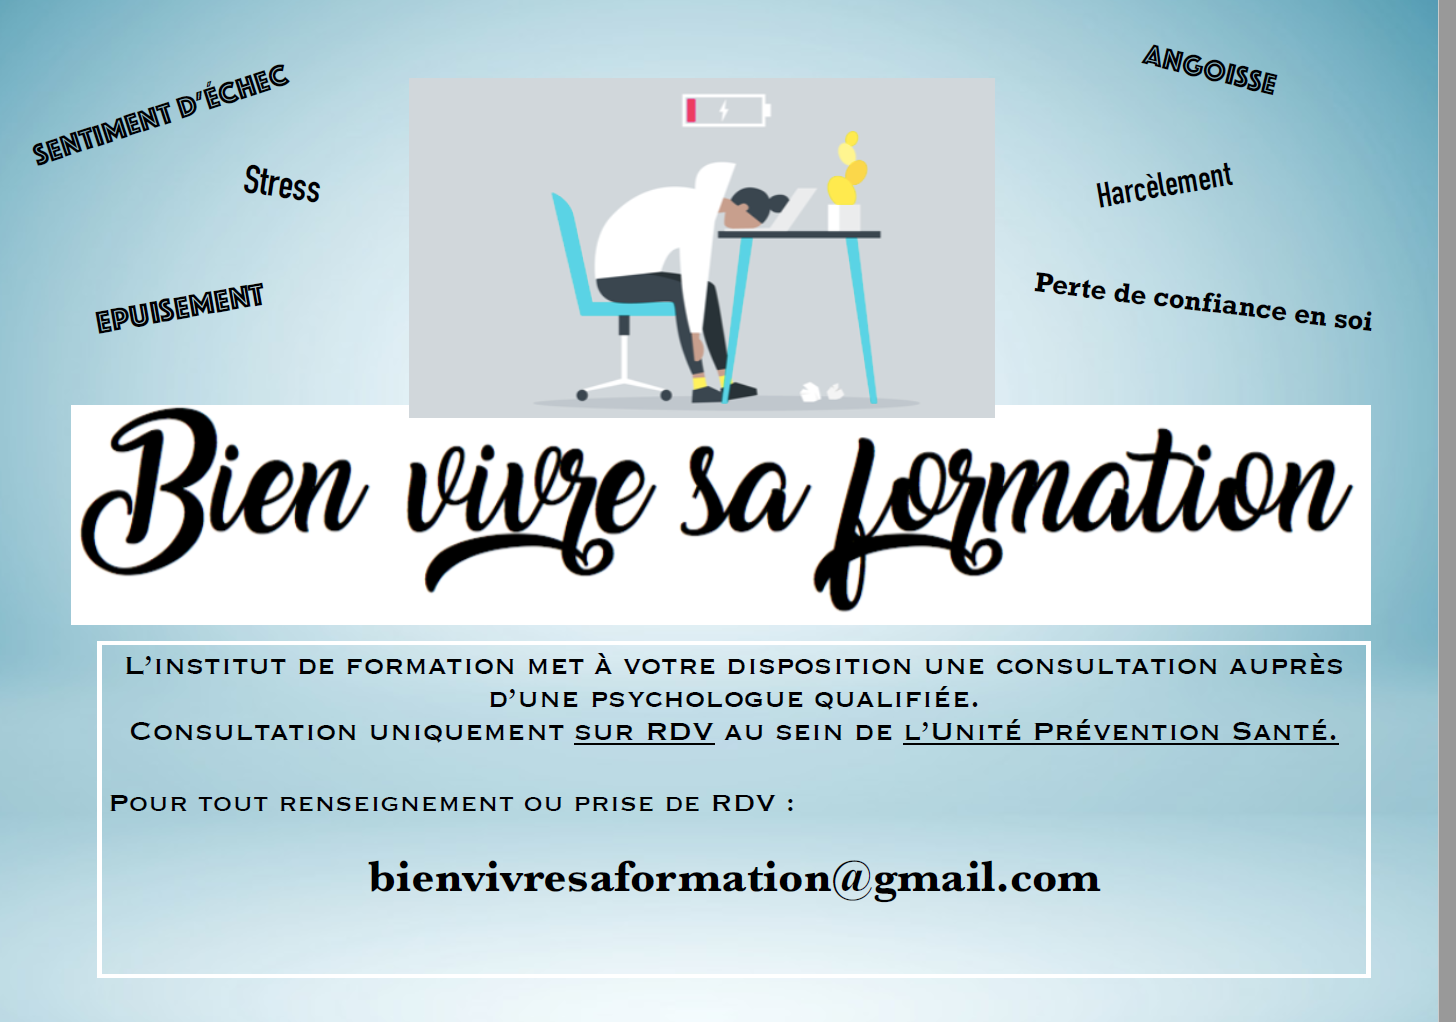 SENTIMENT D'ÉCHEC
ANGOISSE
Stress
Harcèlement
EPUISEMENT
Perte de confiance en soi
Bien vivre sa formation
L'INSTITUT DE FORMATION MET À VOTRE DISPOSITION UNE CONSULTATION AUPRÈS
D'UNE PSYCHOLOGUE QUALIFIÉE.
CONSULTATION UNIQUEMENT SUR RDV AU SEIN DE L'UNITÉ PRÉVENTION SANTÉ.
POUR TOUT RENSEIGNEMENT OU PRISE DE RDV :
bienvivresaformation@gmail.com